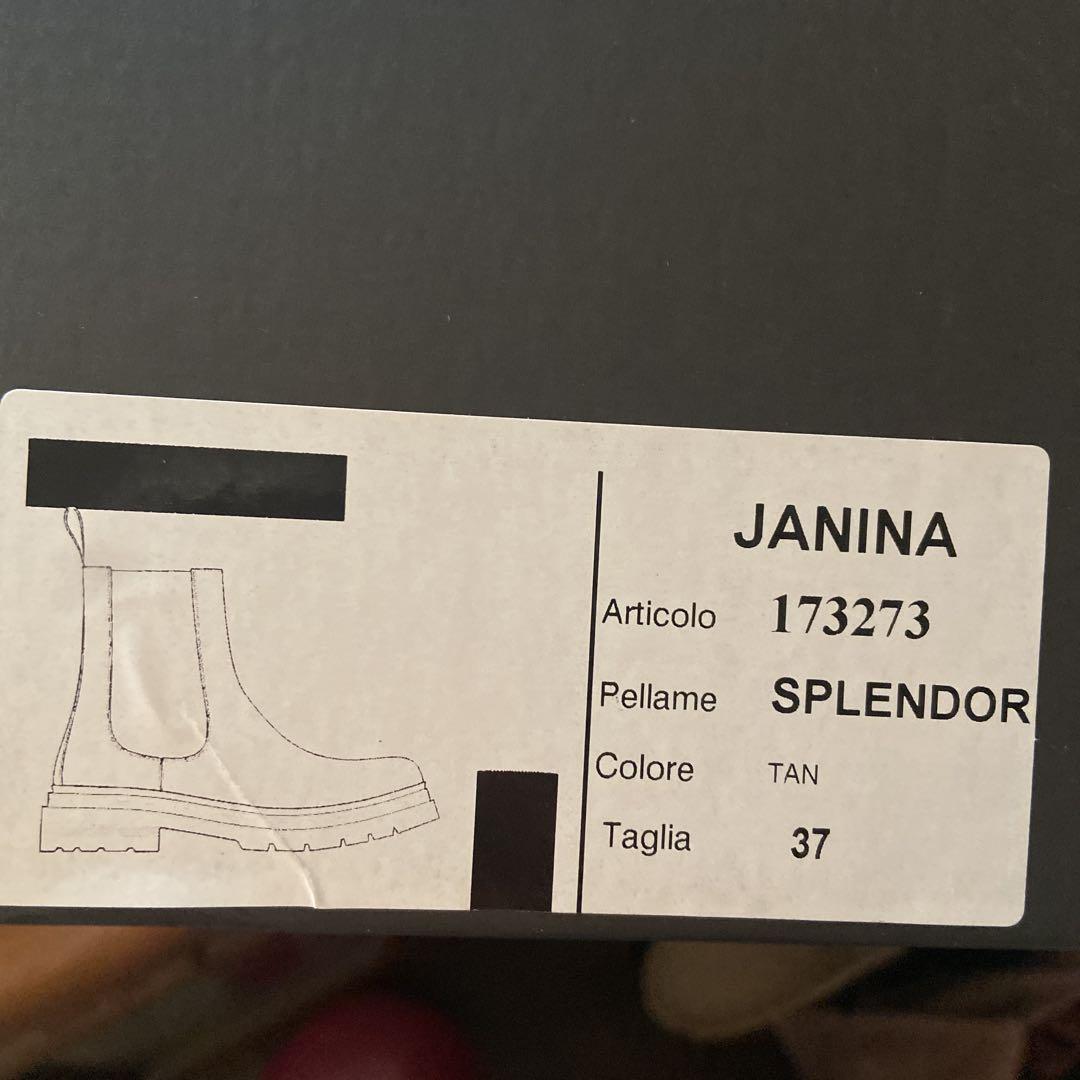 JANINA
Articolo 173273
Pellame SPLENDOR
Colore TAN
Taglia 37